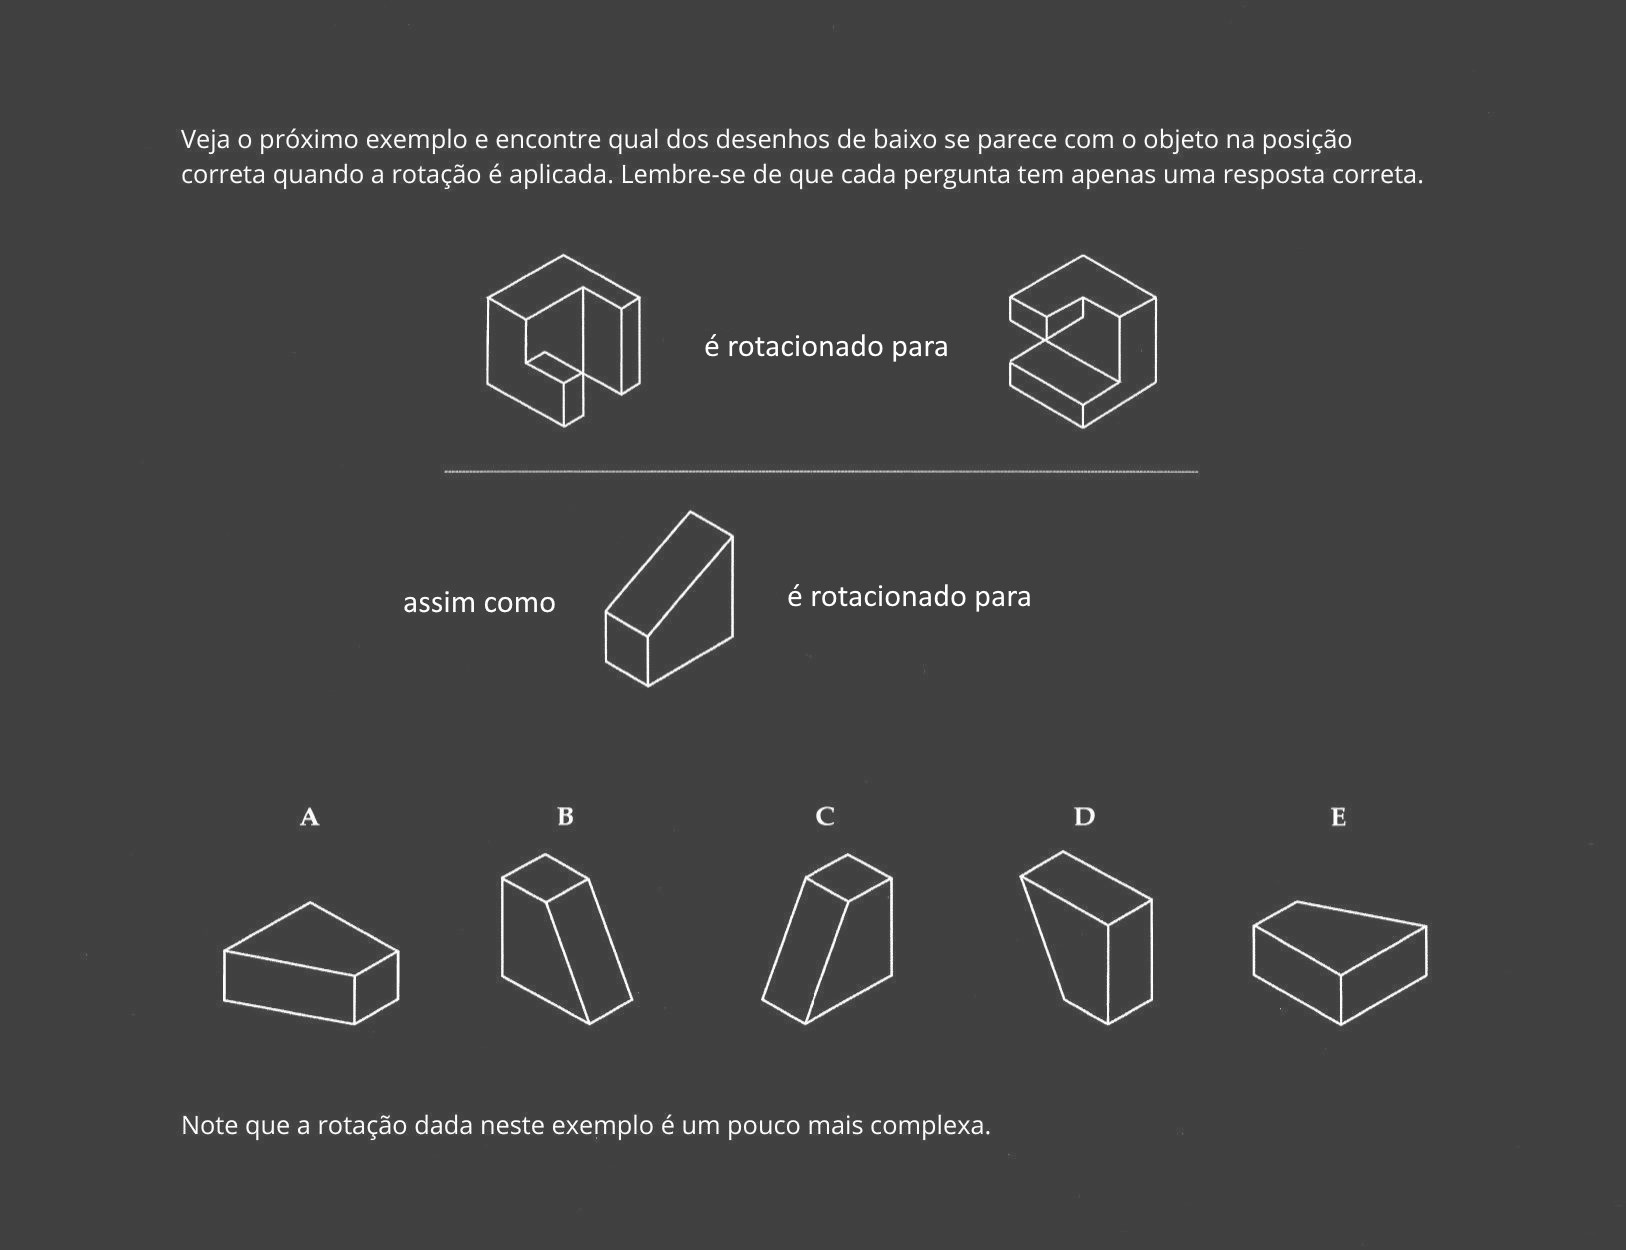 Veja o próximo exemplo e encontre qual dos desenhos de baixo se parece com o objeto na posição
correta quando a rotação é aplicada. Lembre-se de que cada pergunta tem apenas uma resposta correta.
é rotacionado para
assim como
é rotacionado para
A B C D E
Note que a rotação dada neste exemplo é um pouco mais complexa.